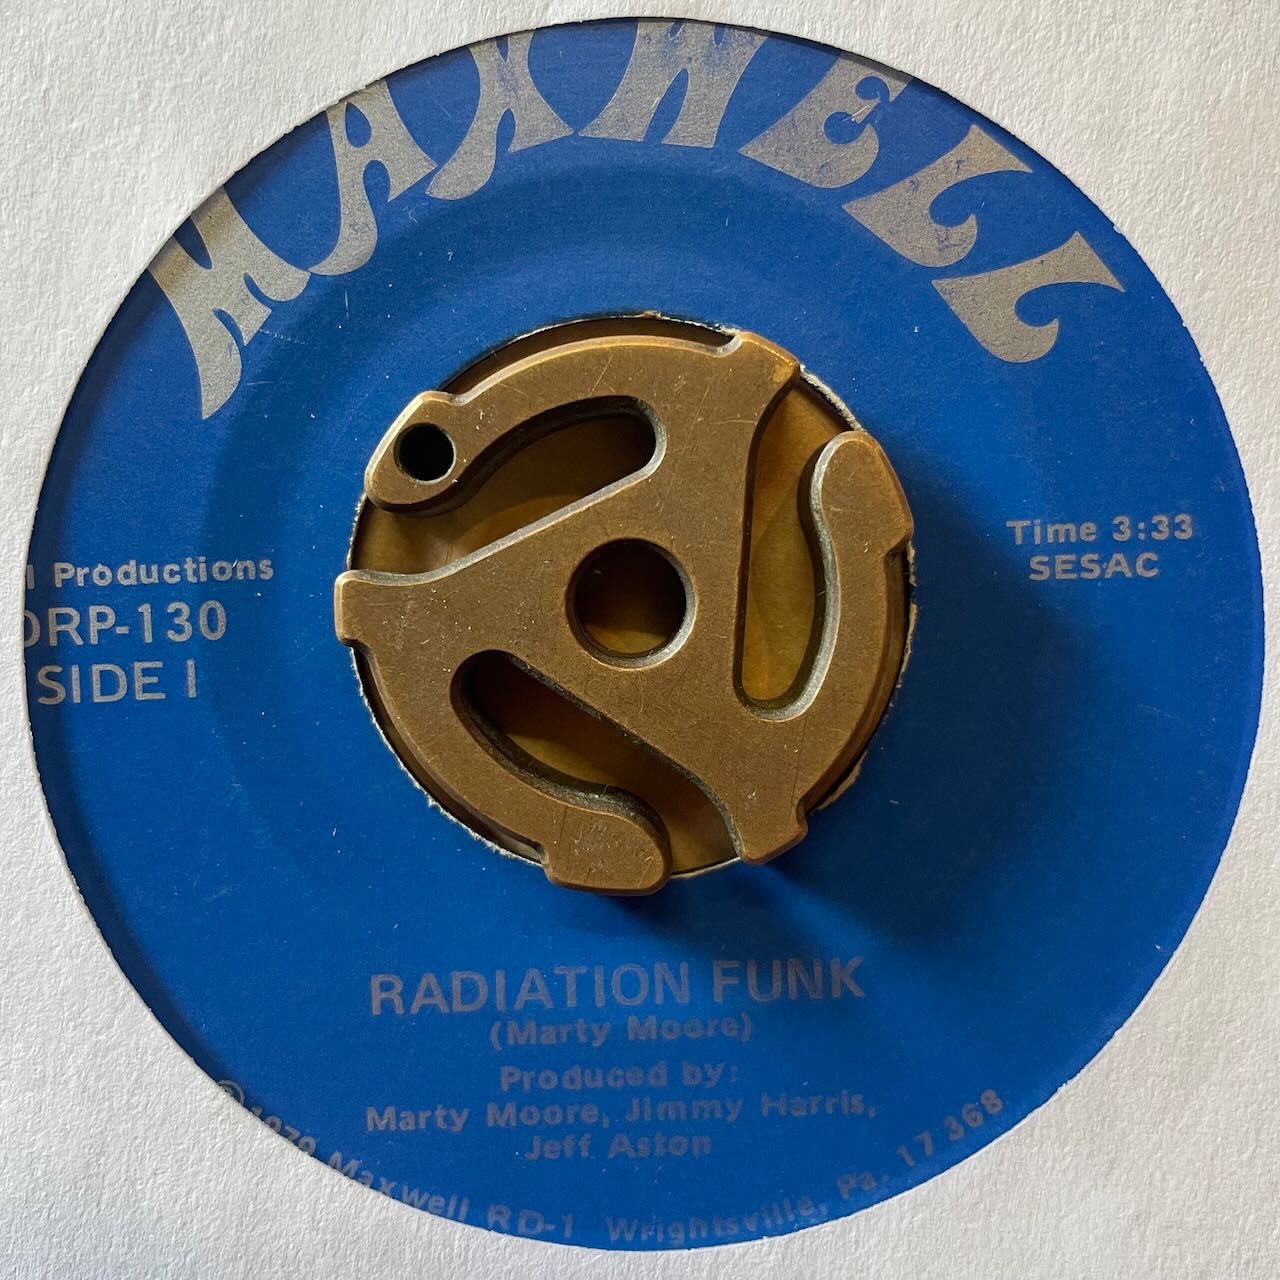 MAXWELL
Productions
DRP-130
SIDE I
Time 3:33
SESAC
RADIATION FUNK
(Marty Moore)
Produced by:
Marty Moore, Jimmy Harris,
Jeff Aston
© 1979 Maxwell RD-1 Wrightsville, Pa. 17368